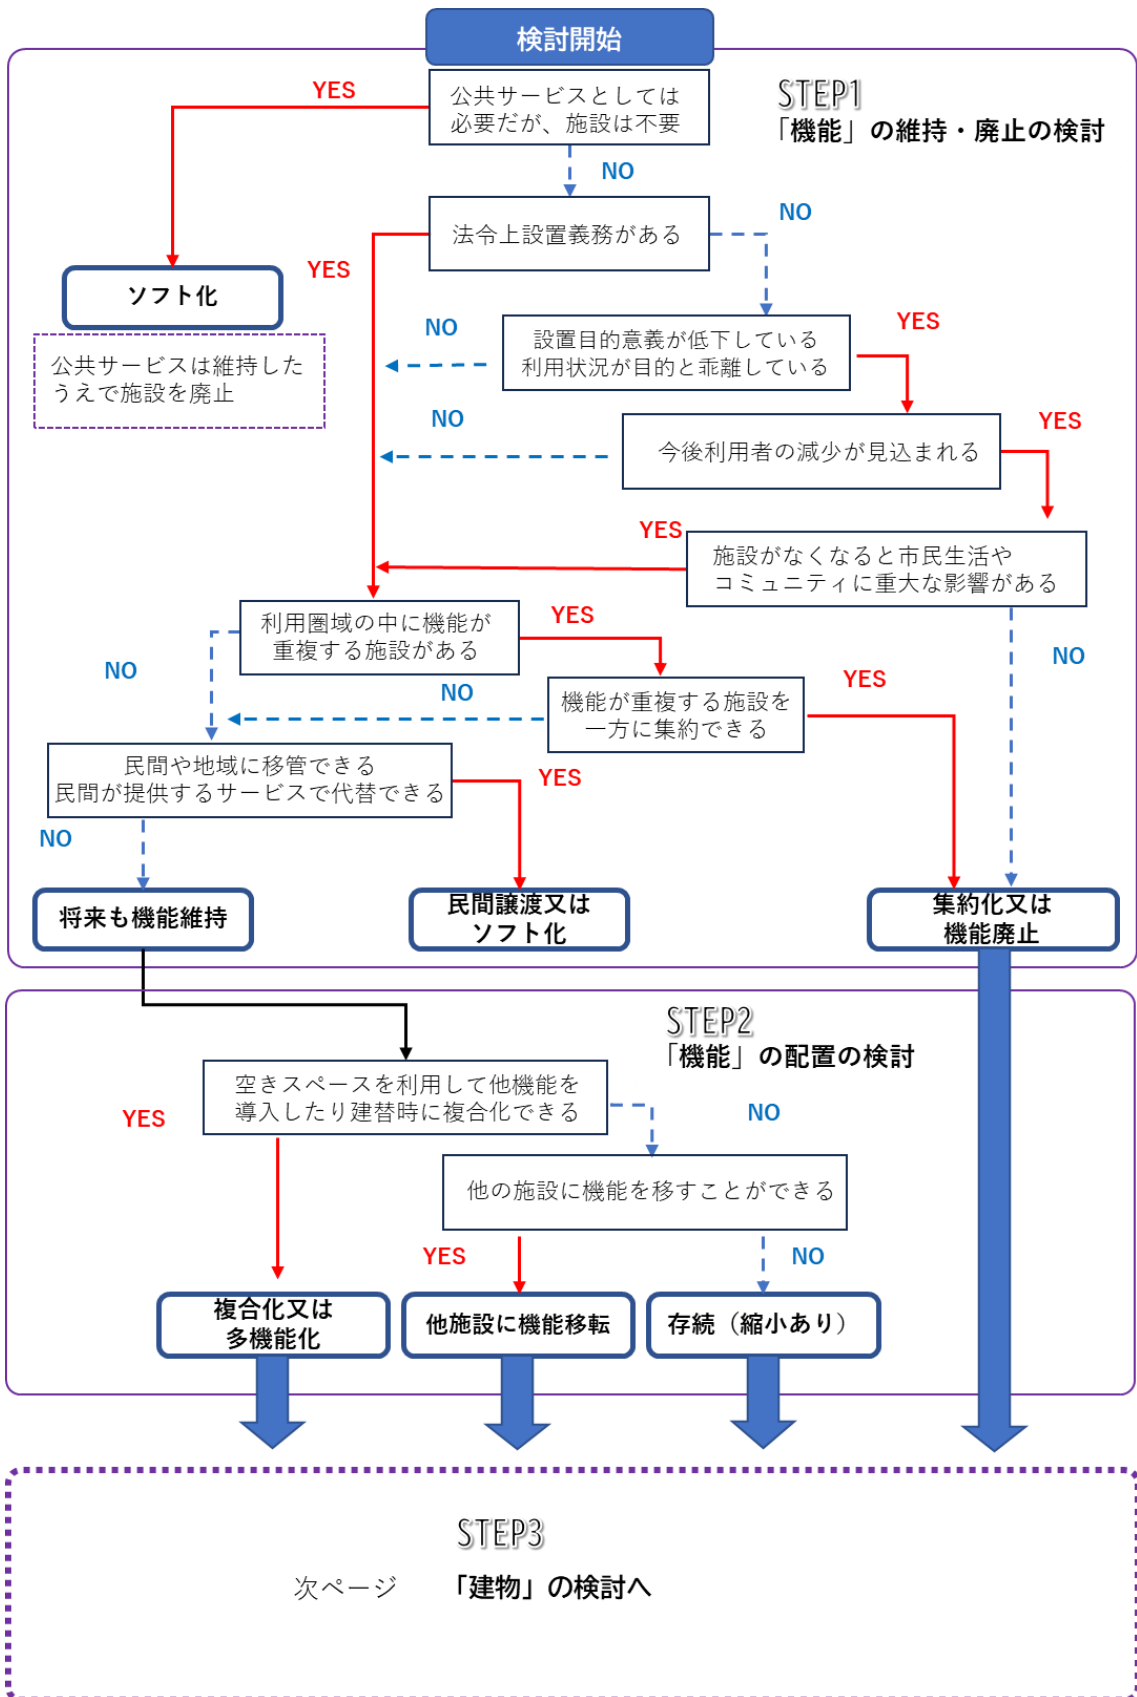 検討開始
STEP1
「機能」の維持・廃止の検討
YES
公共サービスとしては
必要だが、施設は不要
NO
法令上設置義務がある
NO
YES
ソフト化
公共サービスは維持した
うえで施設を廃止
NO
設置目的意義が低下している
利用状況が目的と乖離している
YES
NO
今後利用者の減少が見込まれる
YES
YES
施設がなくなると市民生活や
コミュニティに重大な影響がある
利用圏域の中に機能が
重複する施設がある
YES
NO
NO
NO
機能が重複する施設を
一方に集約できる
YES
民間や地域に移管できる
民間が提供するサービスで代替できる
YES
NO
将来も機能維持
民間譲渡又は
ソフト化
集約化又は
機能廃止
STEP2
「機能」の配置の検討
空きスペースを利用して他機能を
導入したり建替時に複合化できる
YES
NO
他の施設に機能を移すことができる
YES
NO
複合化又は
多機能化
他施設に機能移転
存続（縮小あり）
STEP3
次ページ 「建物」の検討へ